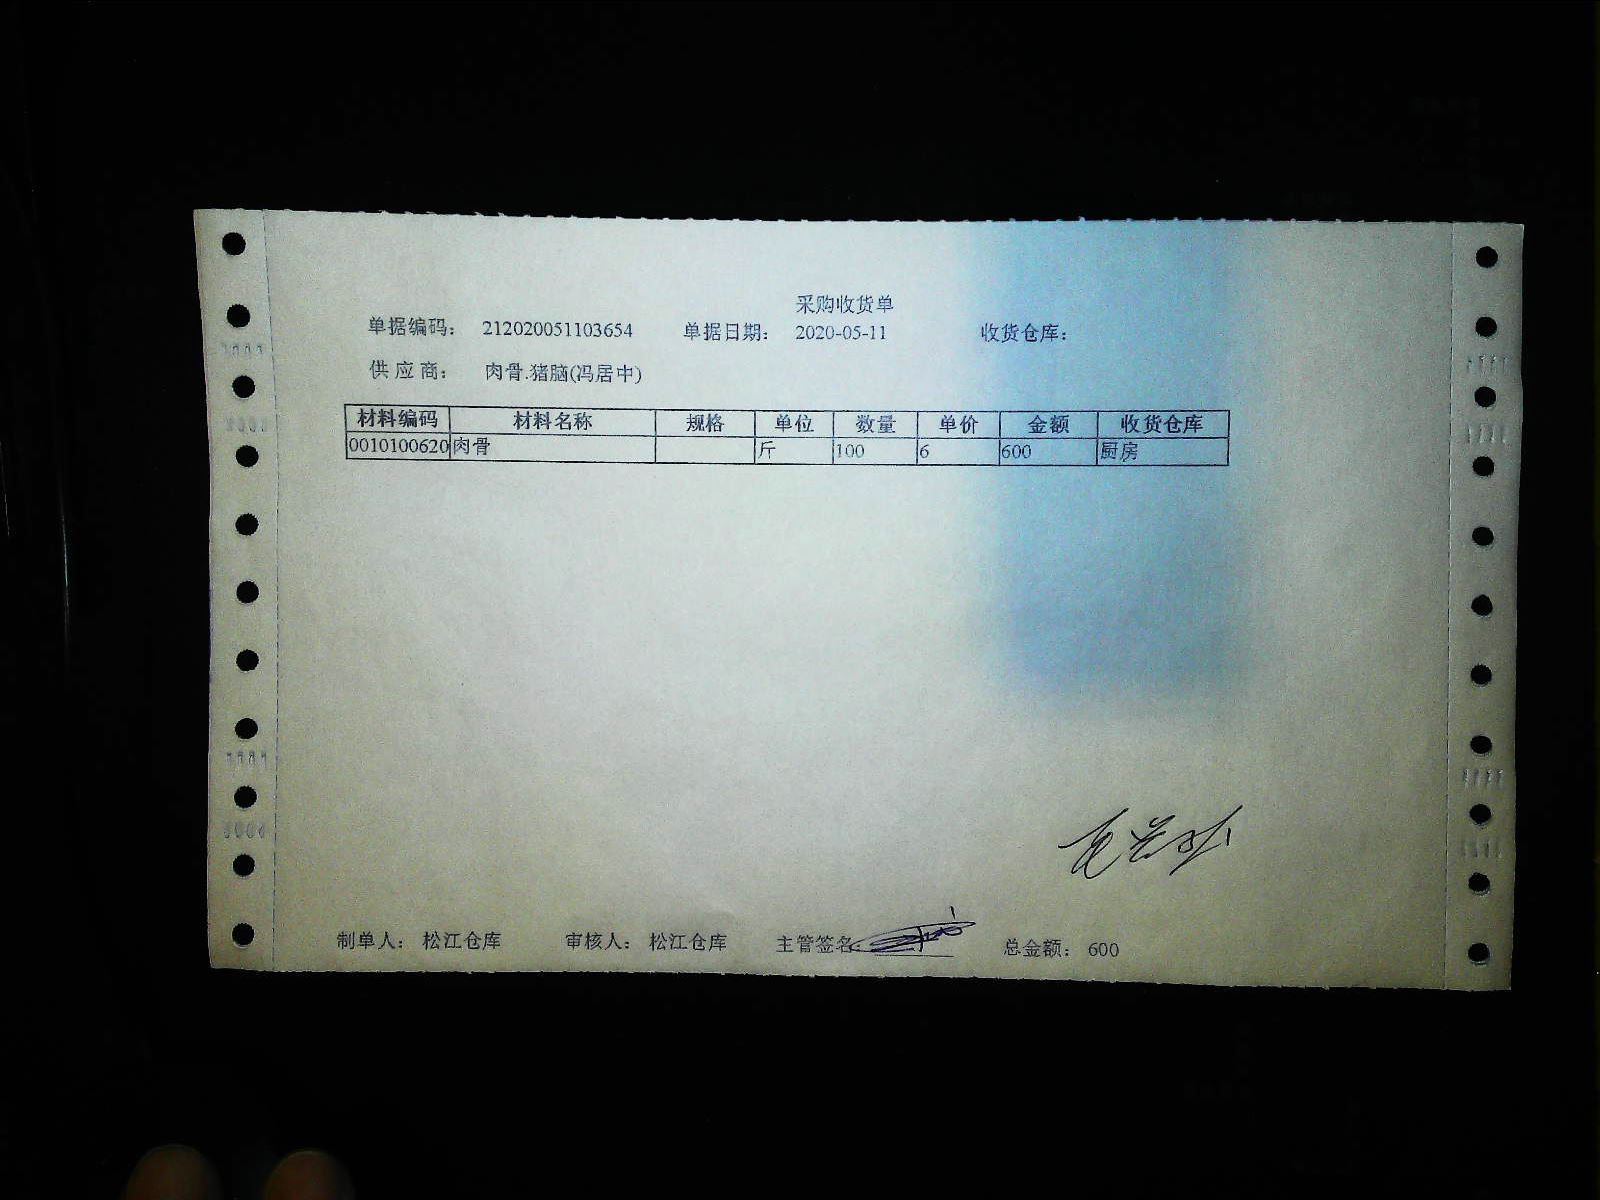 采购收货单
单据编码： 212020051103654 单据日期： 2020-05-11 收货仓库：
供 应 商： 肉骨.猪脑(冯居中)
材料编码 材料名称 规格 单位 数量 单价 金额 收货仓库
0010100620 肉骨 斤 100 6 600 厨房
制单人： 松江仓库 审核人： 松江仓库 主管签名： 总金额： 600